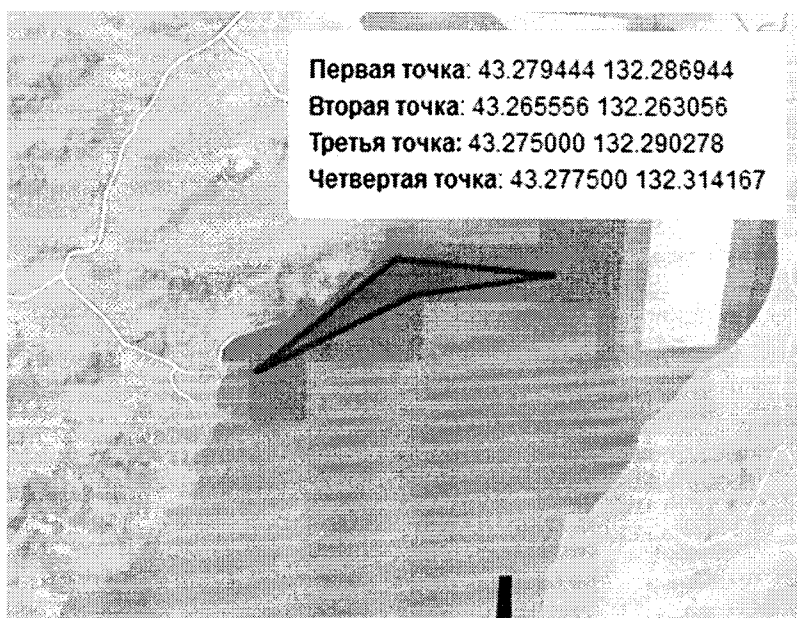 Первая точка: 43.279444 132.286944
Вторая точка: 43.265556 132.263056
Третья точка: 43.275000 132.290278
Четвертая точка: 43.277500 132.314167